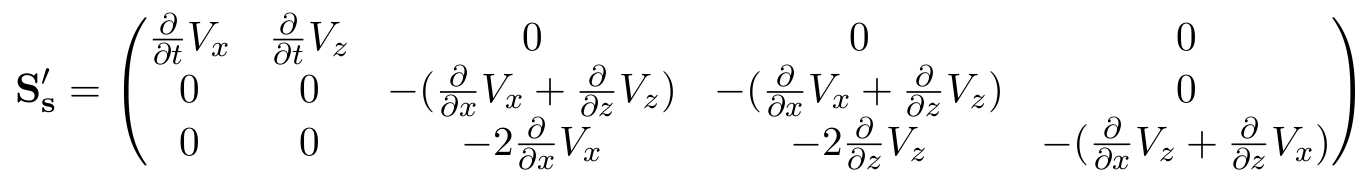 \mathbf{S_s'} = \begin{pmatrix} \frac{\partial}{\partial t} V_x & \frac{\partial}{\partial t} V_z & 0 & 0 & 0 \\ 0 & 0 & -(\frac{\partial}{\partial x} V_x + \frac{\partial}{\partial z} V_z) & -(\frac{\partial}{\partial x} V_x + \frac{\partial}{\partial z} V_z) & 0 \\ 0 & 0 & -2\frac{\partial}{\partial x} V_x & -2\frac{\partial}{\partial z} V_z & -(\frac{\partial}{\partial x} V_z + \frac{\partial}{\partial z} V_x) \end{pmatrix}